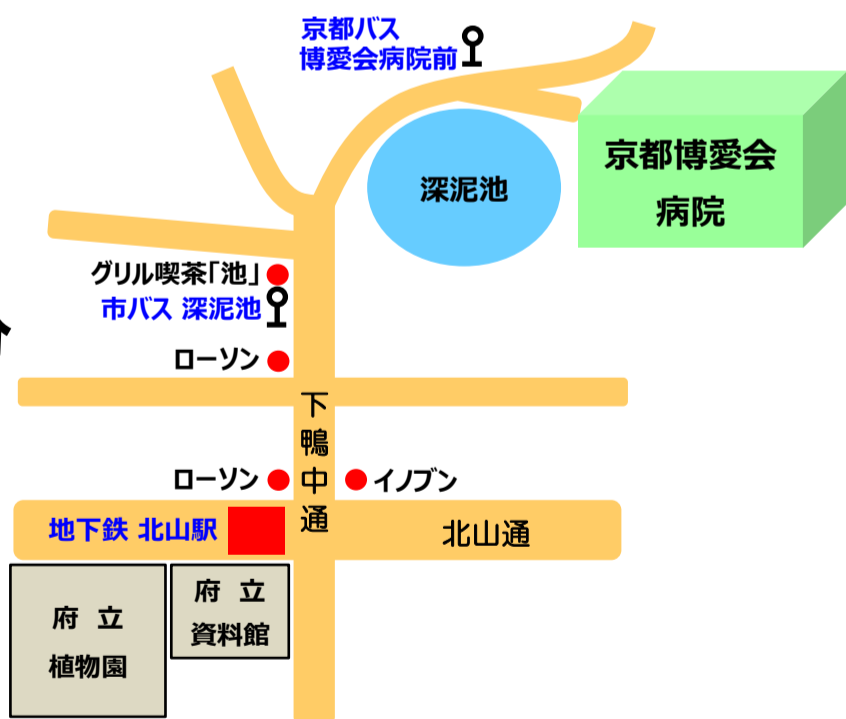 京都バス
博愛会病院前
京都博愛会
病院
深泥池
グリル喫茶「池」
市バス 深泥池
ローソン
下鴨中通
ローソン
イノブン
地下鉄 北山駅
北山通
府 立
植物園
府 立
資料館